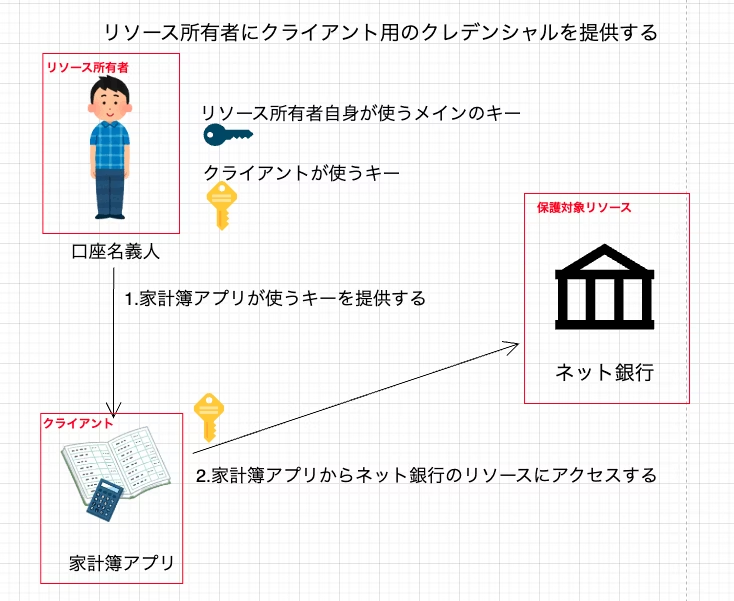 リソース所有者にクライアント用のクレデンシャルを提供する
リソース所有者
リソース所有者自身が使うメインのキー
クライアントが使うキー
保護対象リソース
口座名義人
1.家計簿アプリが使うキーを提供する
ネット銀行
クライアント
2.家計簿アプリからネット銀行のリソースにアクセスする
家計簿アプリ